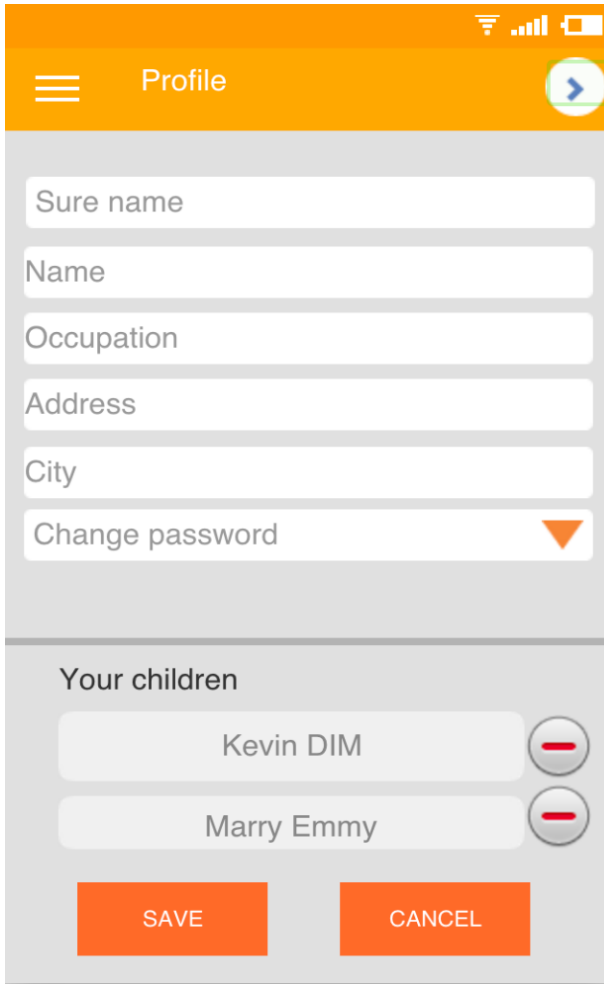 Profile
Sure name
Name
Occupation
Address
City
Change password
Your children
Kevin DIM
Marry Emmy
SAVE
CANCEL